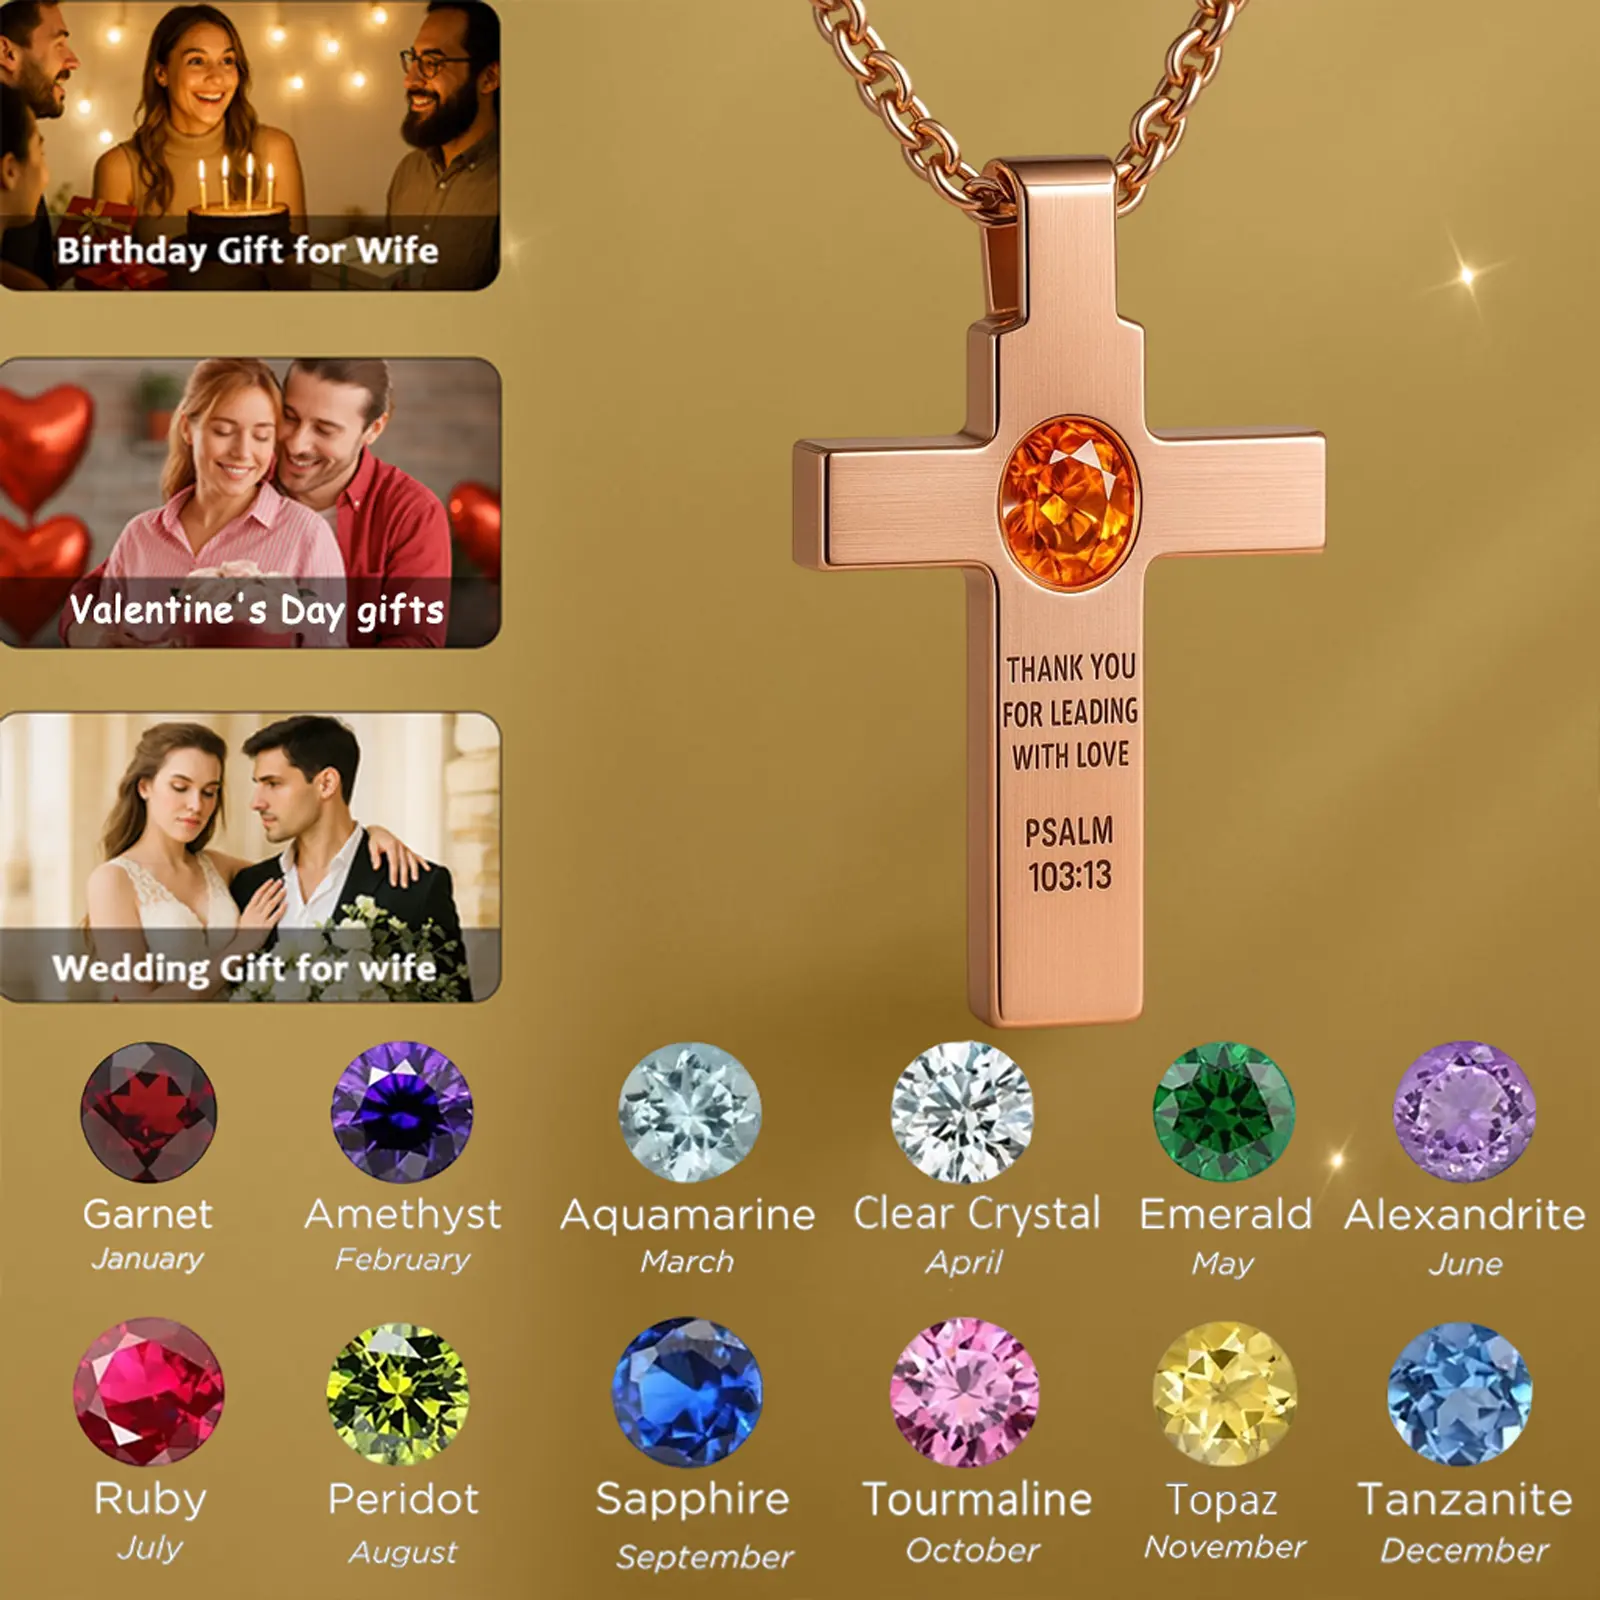 Birthday Gift for Wife
Valentine's Day gifts
Wedding Gift for wife
THANK YOU
FOR LEADING
WITH LOVE
PSALM
103:13
Garnet
January
Amethyst
February
Aquamarine
March
Clear Crystal
April
Emerald
May
Alexandrite
June
Ruby
July
Peridot
August
Sapphire
September
Tourmaline
October
Topaz
November
Tanzanite
December